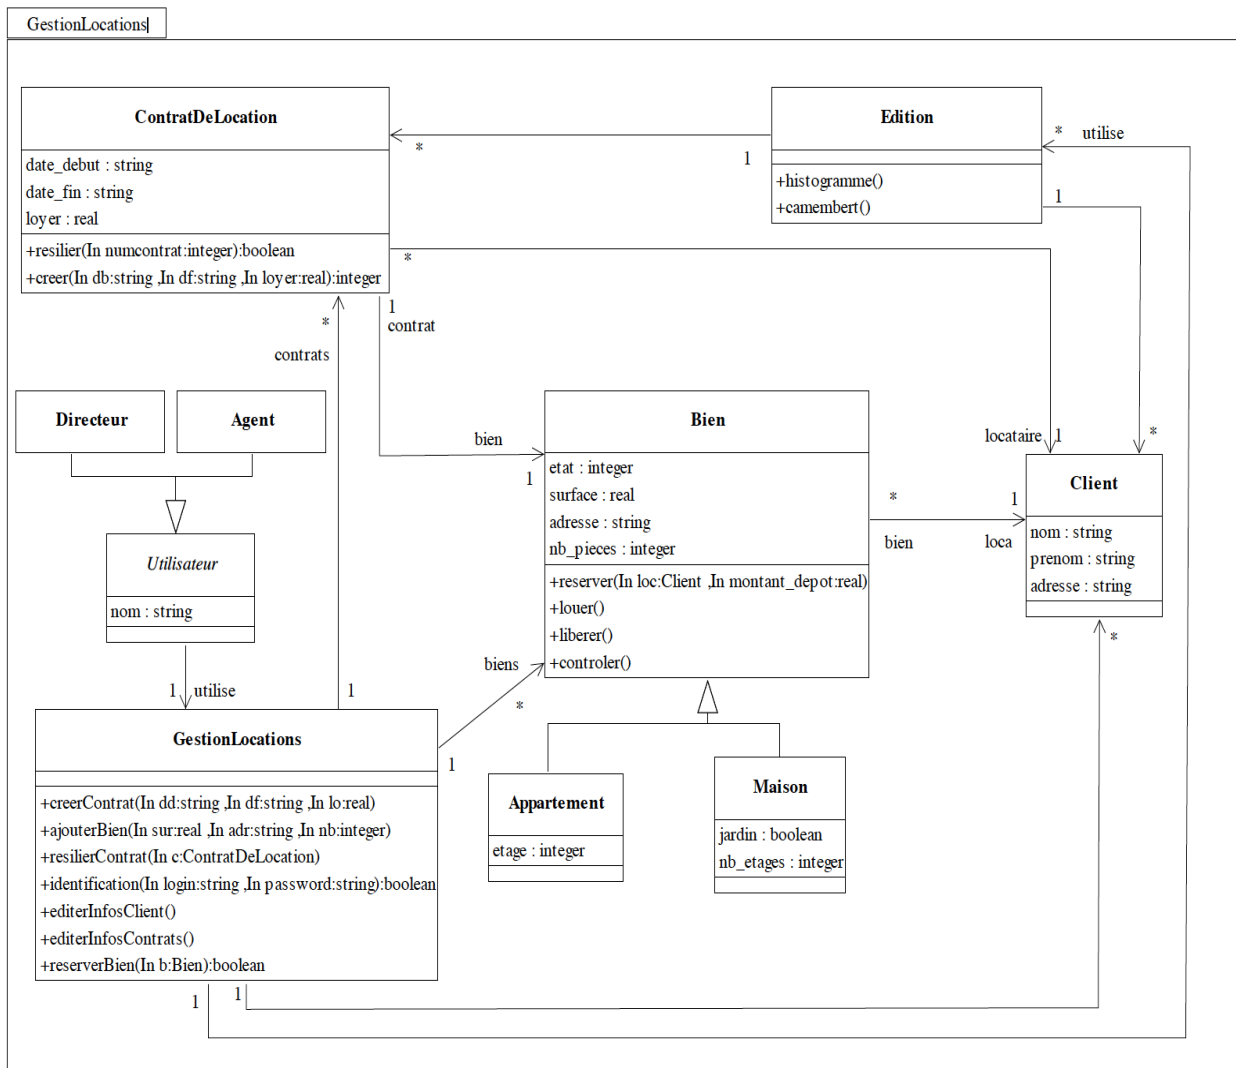 GestionLocations
ContratDeLocation
date_debut : string
date_fin : string
loyer : real
+resilier(In numcontrat:integer):boolean
+creer(In db:string ,In df:string ,In loyer:real):integer
Edition
+histogramme()
+camembert()
*
1
*
utilise
1
*
*
contrats
1
contrat
Directeur
Agent
bien
1
Bien
etat : integer
surface : real
adresse : string
nb_pieces : integer
+reserver(In loc:Client ,In montant_depot:real)
+louer()
+liberer()
+controler()
locataire
1
*
Client
nom : string
prenom : string
adresse : string
*
bien
1
loca
Utilisateur
nom : string
1
utilise
1
biens
*
*
GestionLocations
+creerContrat(In dd:string ,In df:string ,In lo:real)
+ajouterBien(In sur:real ,In adr:string ,In nb:integer)
+resilierContrat(In c:ContratDeLocation)
+identification(In login:string ,In password:string):boolean
+editerInfosClient()
+editerInfosContrats()
+reserverBien(In b:Bien):boolean
1
Appartement
etage : integer
Maison
jardin : boolean
nb_etages : integer
1
1